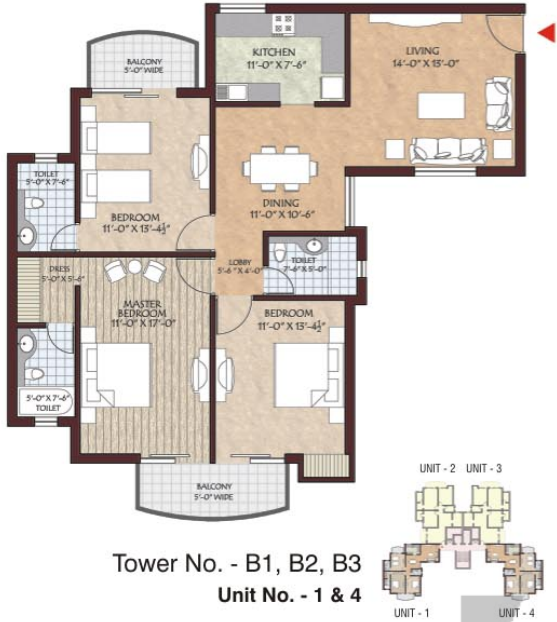 BALCONY
5'-0" WIDE
KITCHEN
11'-0" X 7'-6"
LIVING
14'-0" X 13'-0"
TOILET
5'-0" X 7'-6"
BEDROOM
11'-0" X 13'-4½"
DINING
11'-0" X 10'-6"
LOBBY
5'-6" X 4'-0"
TOILET
7'-6" X 5'-0"
DRESS
5'-0" X 5'-6"
MASTER
BEDROOM
11'-0" X 17'-0"
BEDROOM
11'-0" X 13'-4½"
5'-0" X 7'-6"
TOILET
BALCONY
5'-0" WIDE
UNIT - 2 UNIT - 3
Tower No. - B1, B2, B3
Unit No. - 1 & 4
UNIT - 1 UNIT - 4